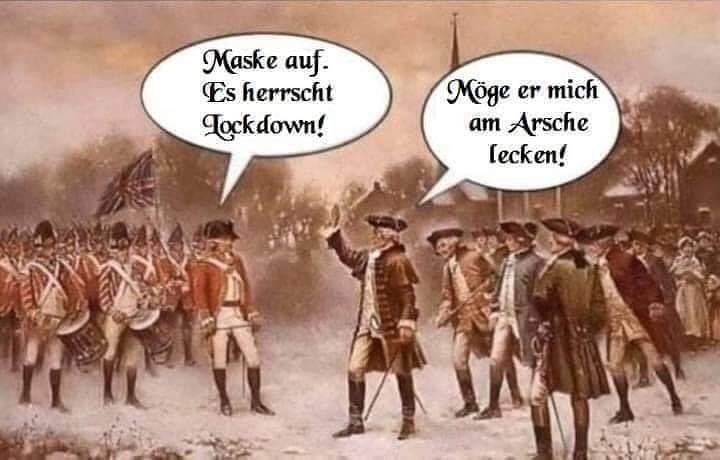 Maske auf.
Es herrscht
Lockdown!
Möge er mich
am Arsche
lecken!